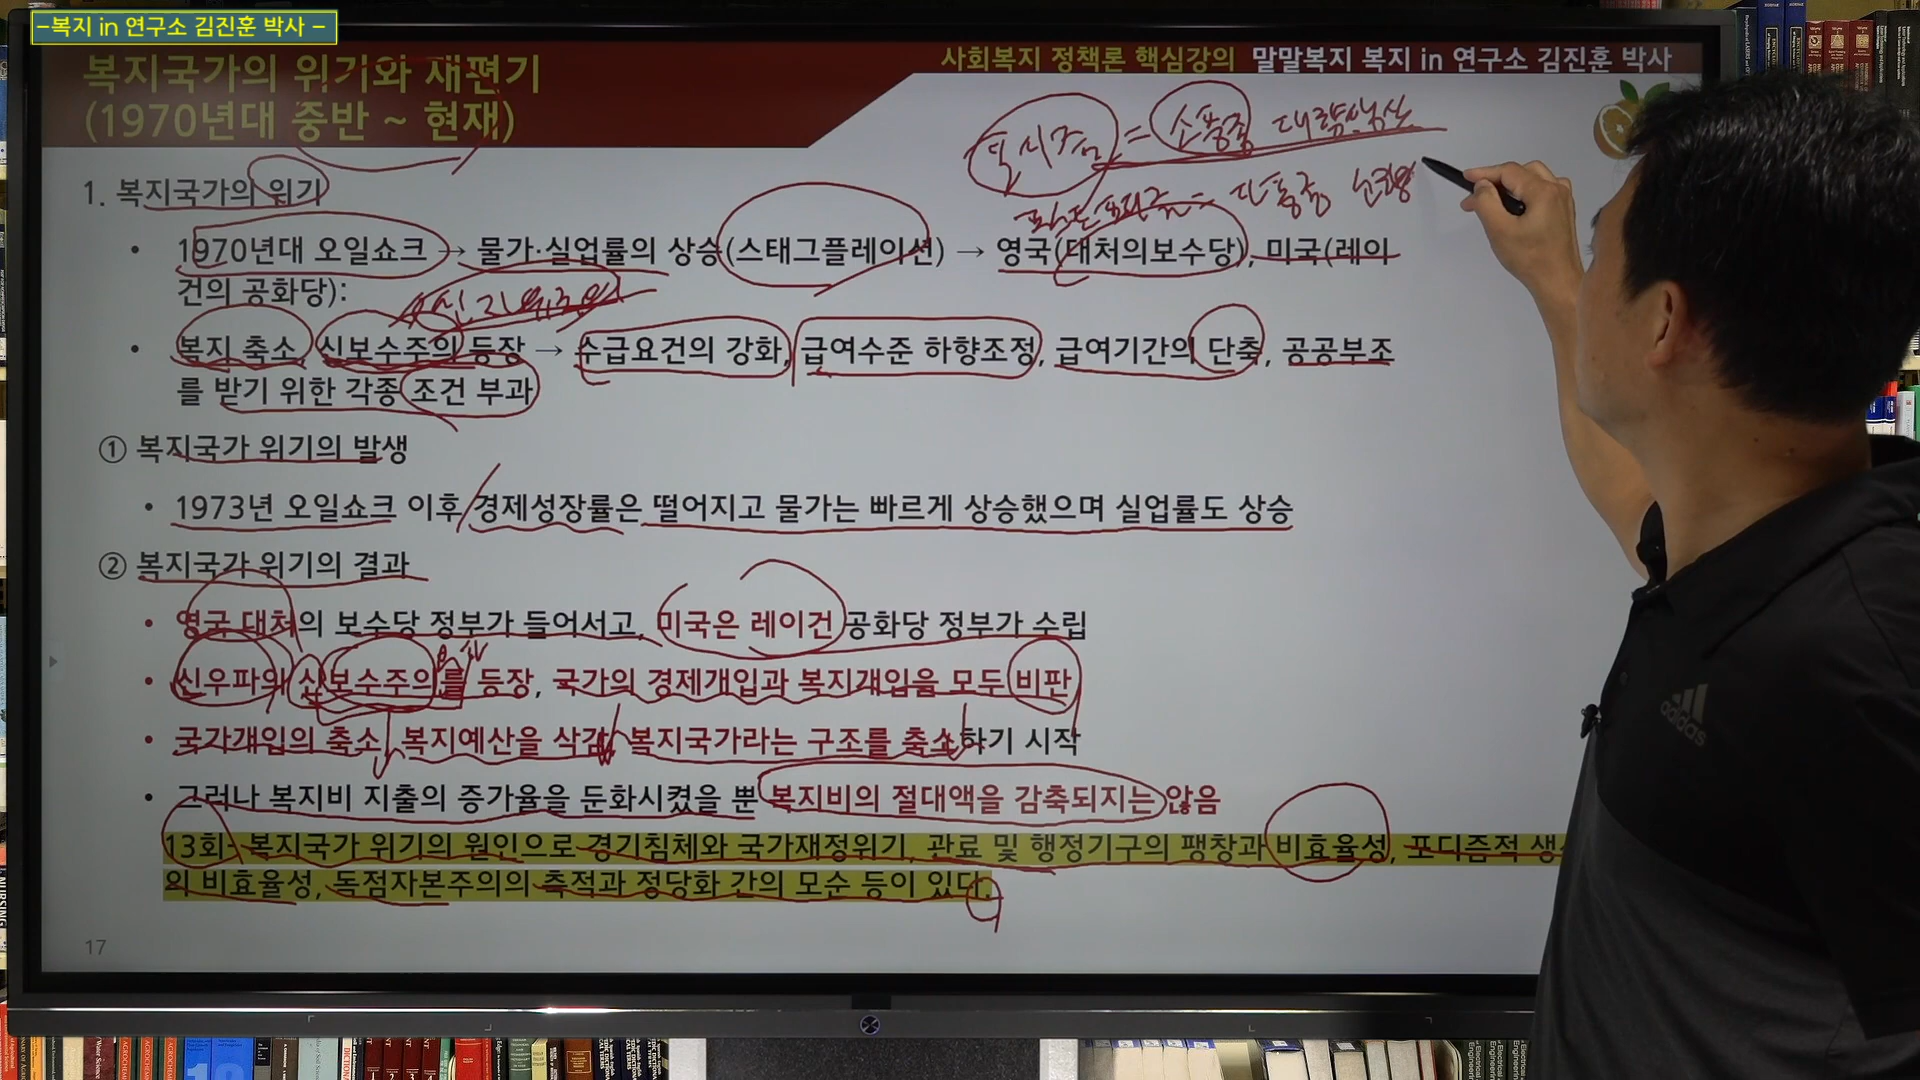 -복지 in 연구소 김진훈 박사 -
복지국가의 위기와 재편기
(1970년대 중반 ~ 현재)
사회복지 정책론 핵심강의 말말복지 복지 in 연구소 김진훈 박사
= 소품종 대량생산
포스트 포디즘 = 다품종 소량
1. 복지국가의 위기
• 1970년대 오일쇼크 → 물가·실업률의 상승(스태그플레이션) → 영국(대처의보수당), 미국(레이
건의 공화당):
신자유주의
• 복지 축소 신보수주의 등장 → 수급요건의 강화, 급여수준 하향조정, 급여기간의 단축, 공공부조
를 받기 위한 각종 조건 부과
① 복지국가 위기의 발생
• 1973년 오일쇼크 이후 경제성장률은 떨어지고 물가는 빠르게 상승했으며 실업률도 상승
② 복지국가 위기의 결과
• 영국 대처의 보수당 정부가 들어서고, 미국은 레이건 공화당 정부가 수립
• 신우파와 신보수주의를 등장, 국가의 경제개입과 복지개입을 모두 비판
• 국가개입의 축소, 복지예산을 삭감, 복지국가라는 구조를 축소하기 시작
• 그러나 복지비 지출의 증가율을 둔화시켰을 뿐 복지비의 절대액을 감축되지는 않음
13회- 복지국가 위기의 원인으로 경기침체와 국가재정위기, 관료 및 행정기구의 팽창과 비효율성, 포디즘적
의 비효율성, 독점자본주의의 축적과 정당화 간의 모순 등이 있다.
17
adidas